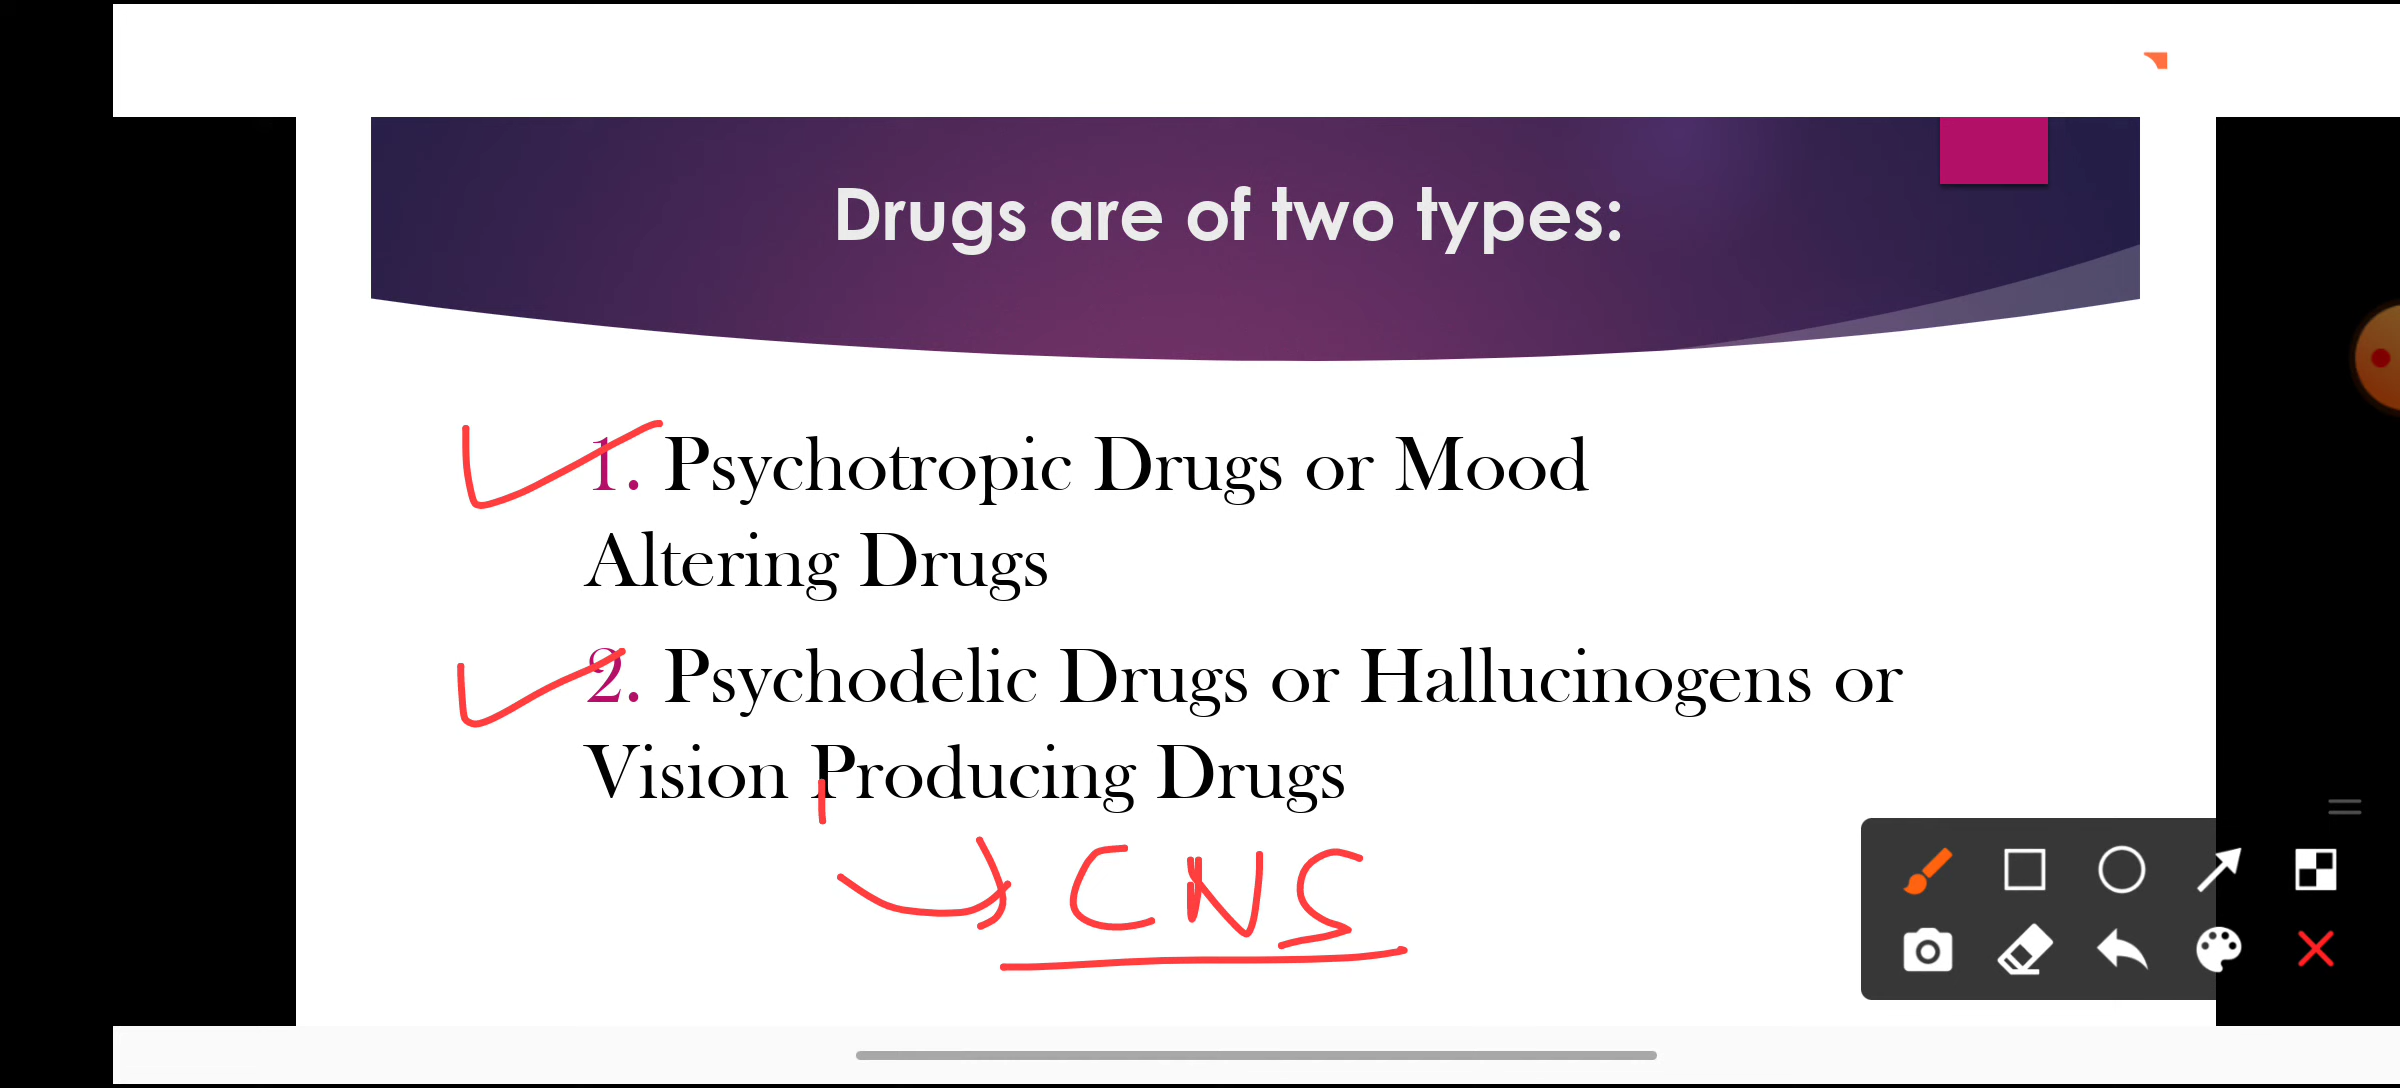 Drugs are of two types:
1. Psychotropic Drugs or Mood
Altering Drugs
2. Psychodelic Drugs or Hallucinogens or
Vision Producing Drugs
CNS